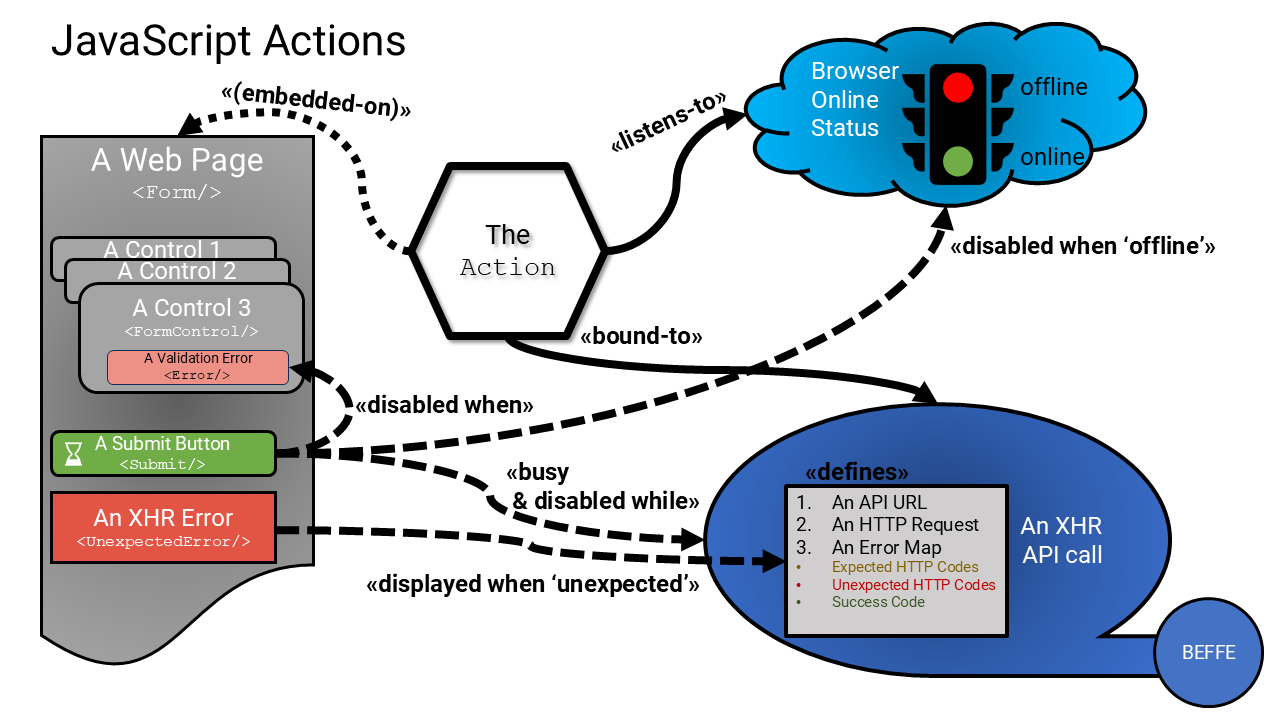 JavaScript Actions
«(embedded-on)»
A Web Page
<Form/>
A Control 1
A Control 2
A Control 3
<FormControl/>
A Validation Error
<Error/>
A Submit Button
<Submit/>
An XHR Error
<UnexpectedError/>
The
Action
«listens-to»
Browser
Online
Status
offline
online
«disabled when ‘offline’»
«bound-to»
«disabled when»
«busy
& disabled while»
«displayed when ‘unexpected’»
«defines»
1. An API URL
2. An HTTP Request
3. An Error Map
• Expected HTTP Codes
• Unexpected HTTP Codes
• Success Code
An XHR
API call
BEFFE